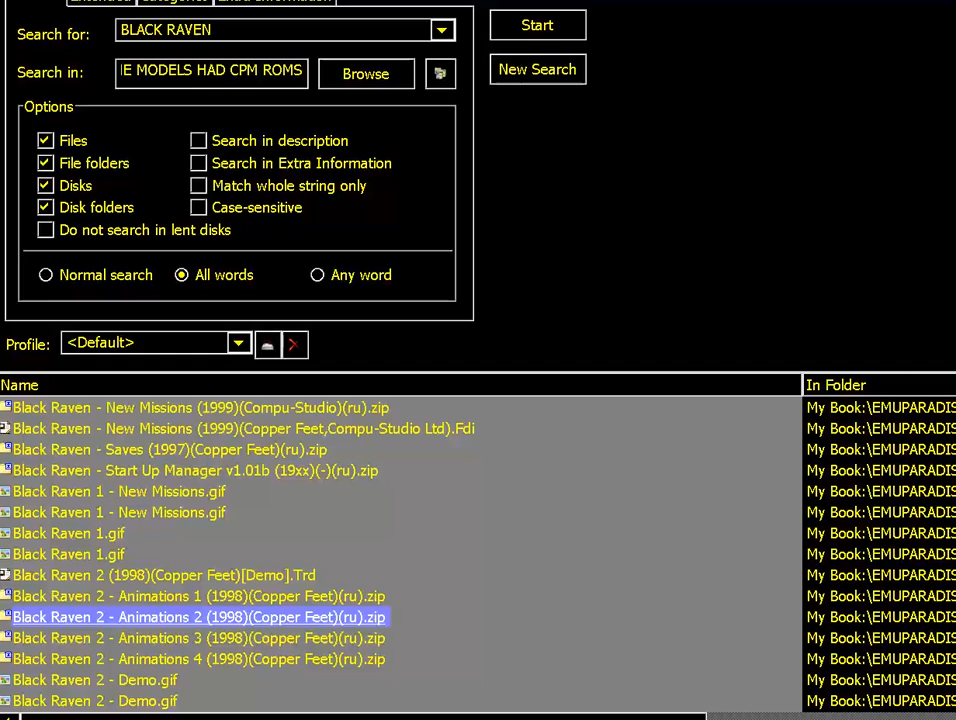 Search for: BLACK RAVEN Start
Search in: IE MODELS HAD CPM ROMS Browse New Search
Options
Files Search in description
File folders Search in Extra Information
Disks Match whole string only
Disk folders Case-sensitive
Do not search in lent disks
Normal search All words Any word
Profile: <Default>
Name In Folder
Black Raven - New Missions (1999)(Compu-Studio)(ru).zip My Book:\EMUPARADIS
Black Raven - New Missions (1999)(Copper Feet,Compu-Studio Ltd).Fdi My Book:\EMUPARADIS
Black Raven - Saves (1997)(Copper Feet)(ru).zip My Book:\EMUPARADIS
Black Raven - Start Up Manager v1.01b (19xx)(-)(ru).zip My Book:\EMUPARADIS
Black Raven 1 - New Missions.gif My Book:\EMUPARADIS
Black Raven 1 - New Missions.gif My Book:\EMUPARADIS
Black Raven 1.gif My Book:\EMUPARADIS
Black Raven 1.gif My Book:\EMUPARADIS
Black Raven 2 (1998)(Copper Feet)[Demo].Trd My Book:\EMUPARADIS
Black Raven 2 - Animations 1 (1998)(Copper Feet)(ru).zip My Book:\EMUPARADIS
Black Raven 2 - Animations 2 (1998)(Copper Feet)(ru).zip My Book:\EMUPARADIS
Black Raven 2 - Animations 3 (1998)(Copper Feet)(ru).zip My Book:\EMUPARADIS
Black Raven 2 - Animations 4 (1998)(Copper Feet)(ru).zip My Book:\EMUPARADIS
Black Raven 2 - Demo.gif My Book:\EMUPARADIS
Black Raven 2 - Demo.gif My Book:\EMUPARADIS